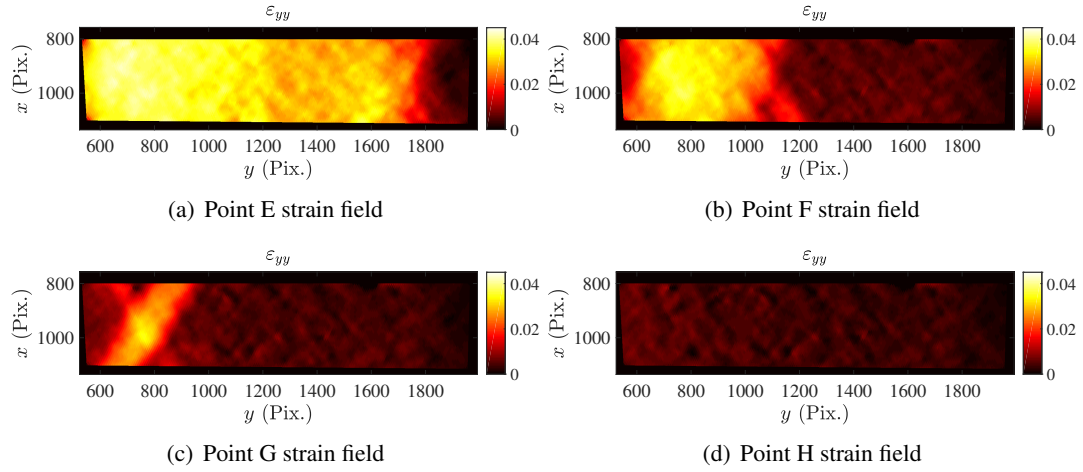 εyy
800
1000
x (Pix.)
600 800 1000 1200 1400 1600 1800
y (Pix.)
0.04
0.02
0
(a) Point E strain field
εyy
800
1000
x (Pix.)
600 800 1000 1200 1400 1600 1800
y (Pix.)
0.04
0.02
0
(b) Point F strain field
εyy
800
1000
x (Pix.)
600 800 1000 1200 1400 1600 1800
y (Pix.)
0.04
0.02
0
(c) Point G strain field
εyy
800
1000
x (Pix.)
600 800 1000 1200 1400 1600 1800
y (Pix.)
0.04
0.02
0
(d) Point H strain field